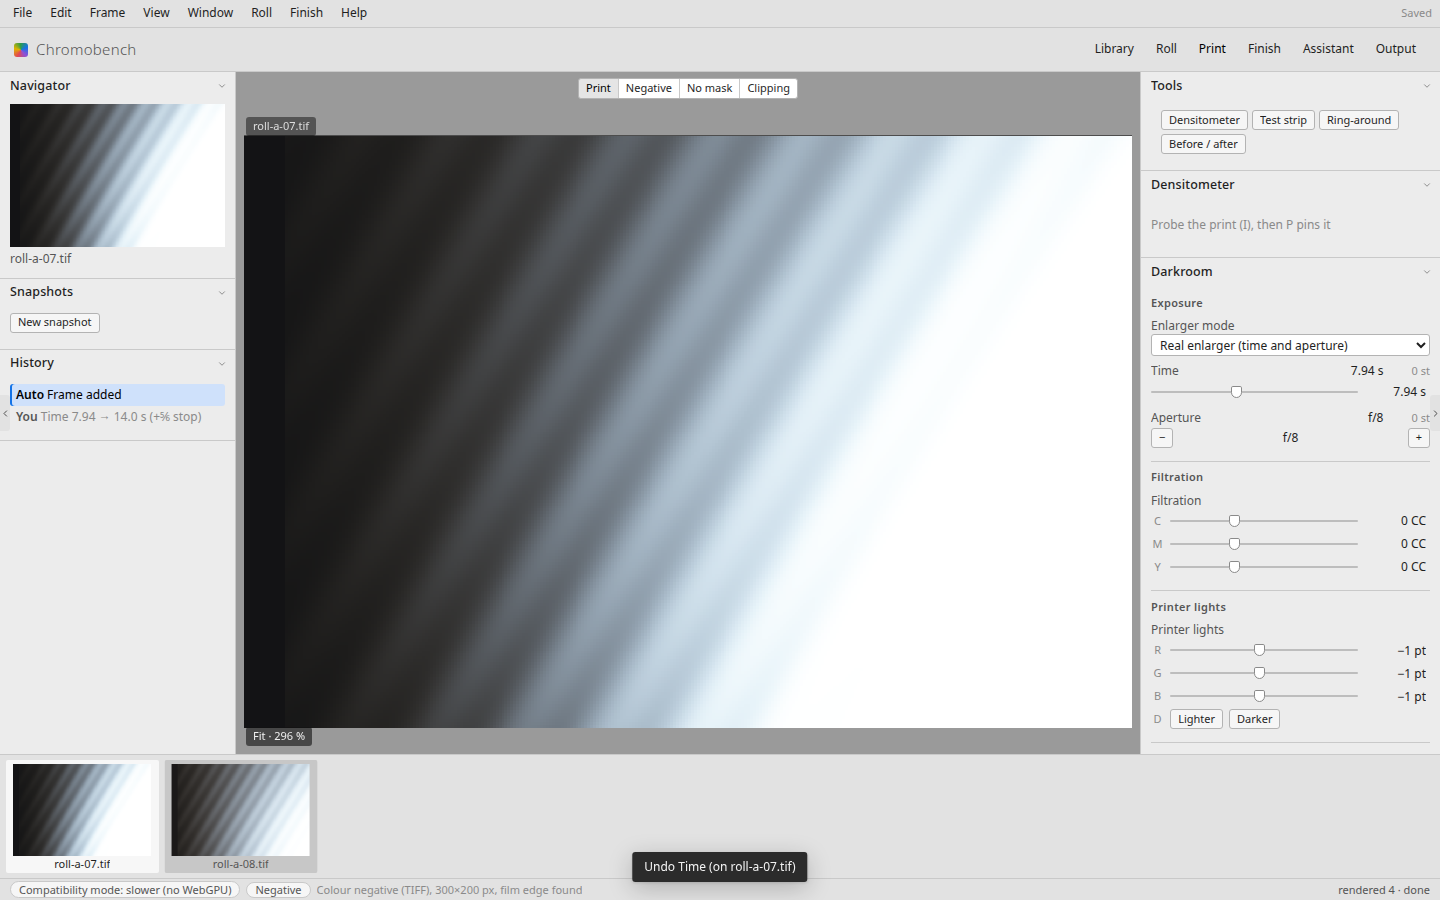 File Edit Frame View Window Roll Finish Help
Saved
Chromobench
Library Roll Print Finish Assistant Output
Navigator
roll-a-07.tif
Snapshots
New snapshot
History
Auto Frame added
You Time 7.94 → 14.0 s (+⅚ stop)
Print Negative No mask Clipping
roll-a-07.tif
Fit · 296 %
Tools
Densitometer Test strip Ring-around
Before / after
Densitometer
Probe the print (I), then P pins it
Darkroom
Exposure
Enlarger mode
Real enlarger (time and aperture)
Time 7.94 s 0 st
7.94 s
Aperture f/8 0 st
− f/8 +
Filtration
Filtration
C 0 CC
M 0 CC
Y 0 CC
Printer lights
Printer lights
R −1 pt
G −1 pt
B −1 pt
D Lighter Darker
roll-a-07.tif
roll-a-08.tif
Undo Time (on roll-a-07.tif)
Compatibility mode: slower (no WebGPU) Negative Colour negative (TIFF), 300×200 px, film edge found
rendered 4 · done